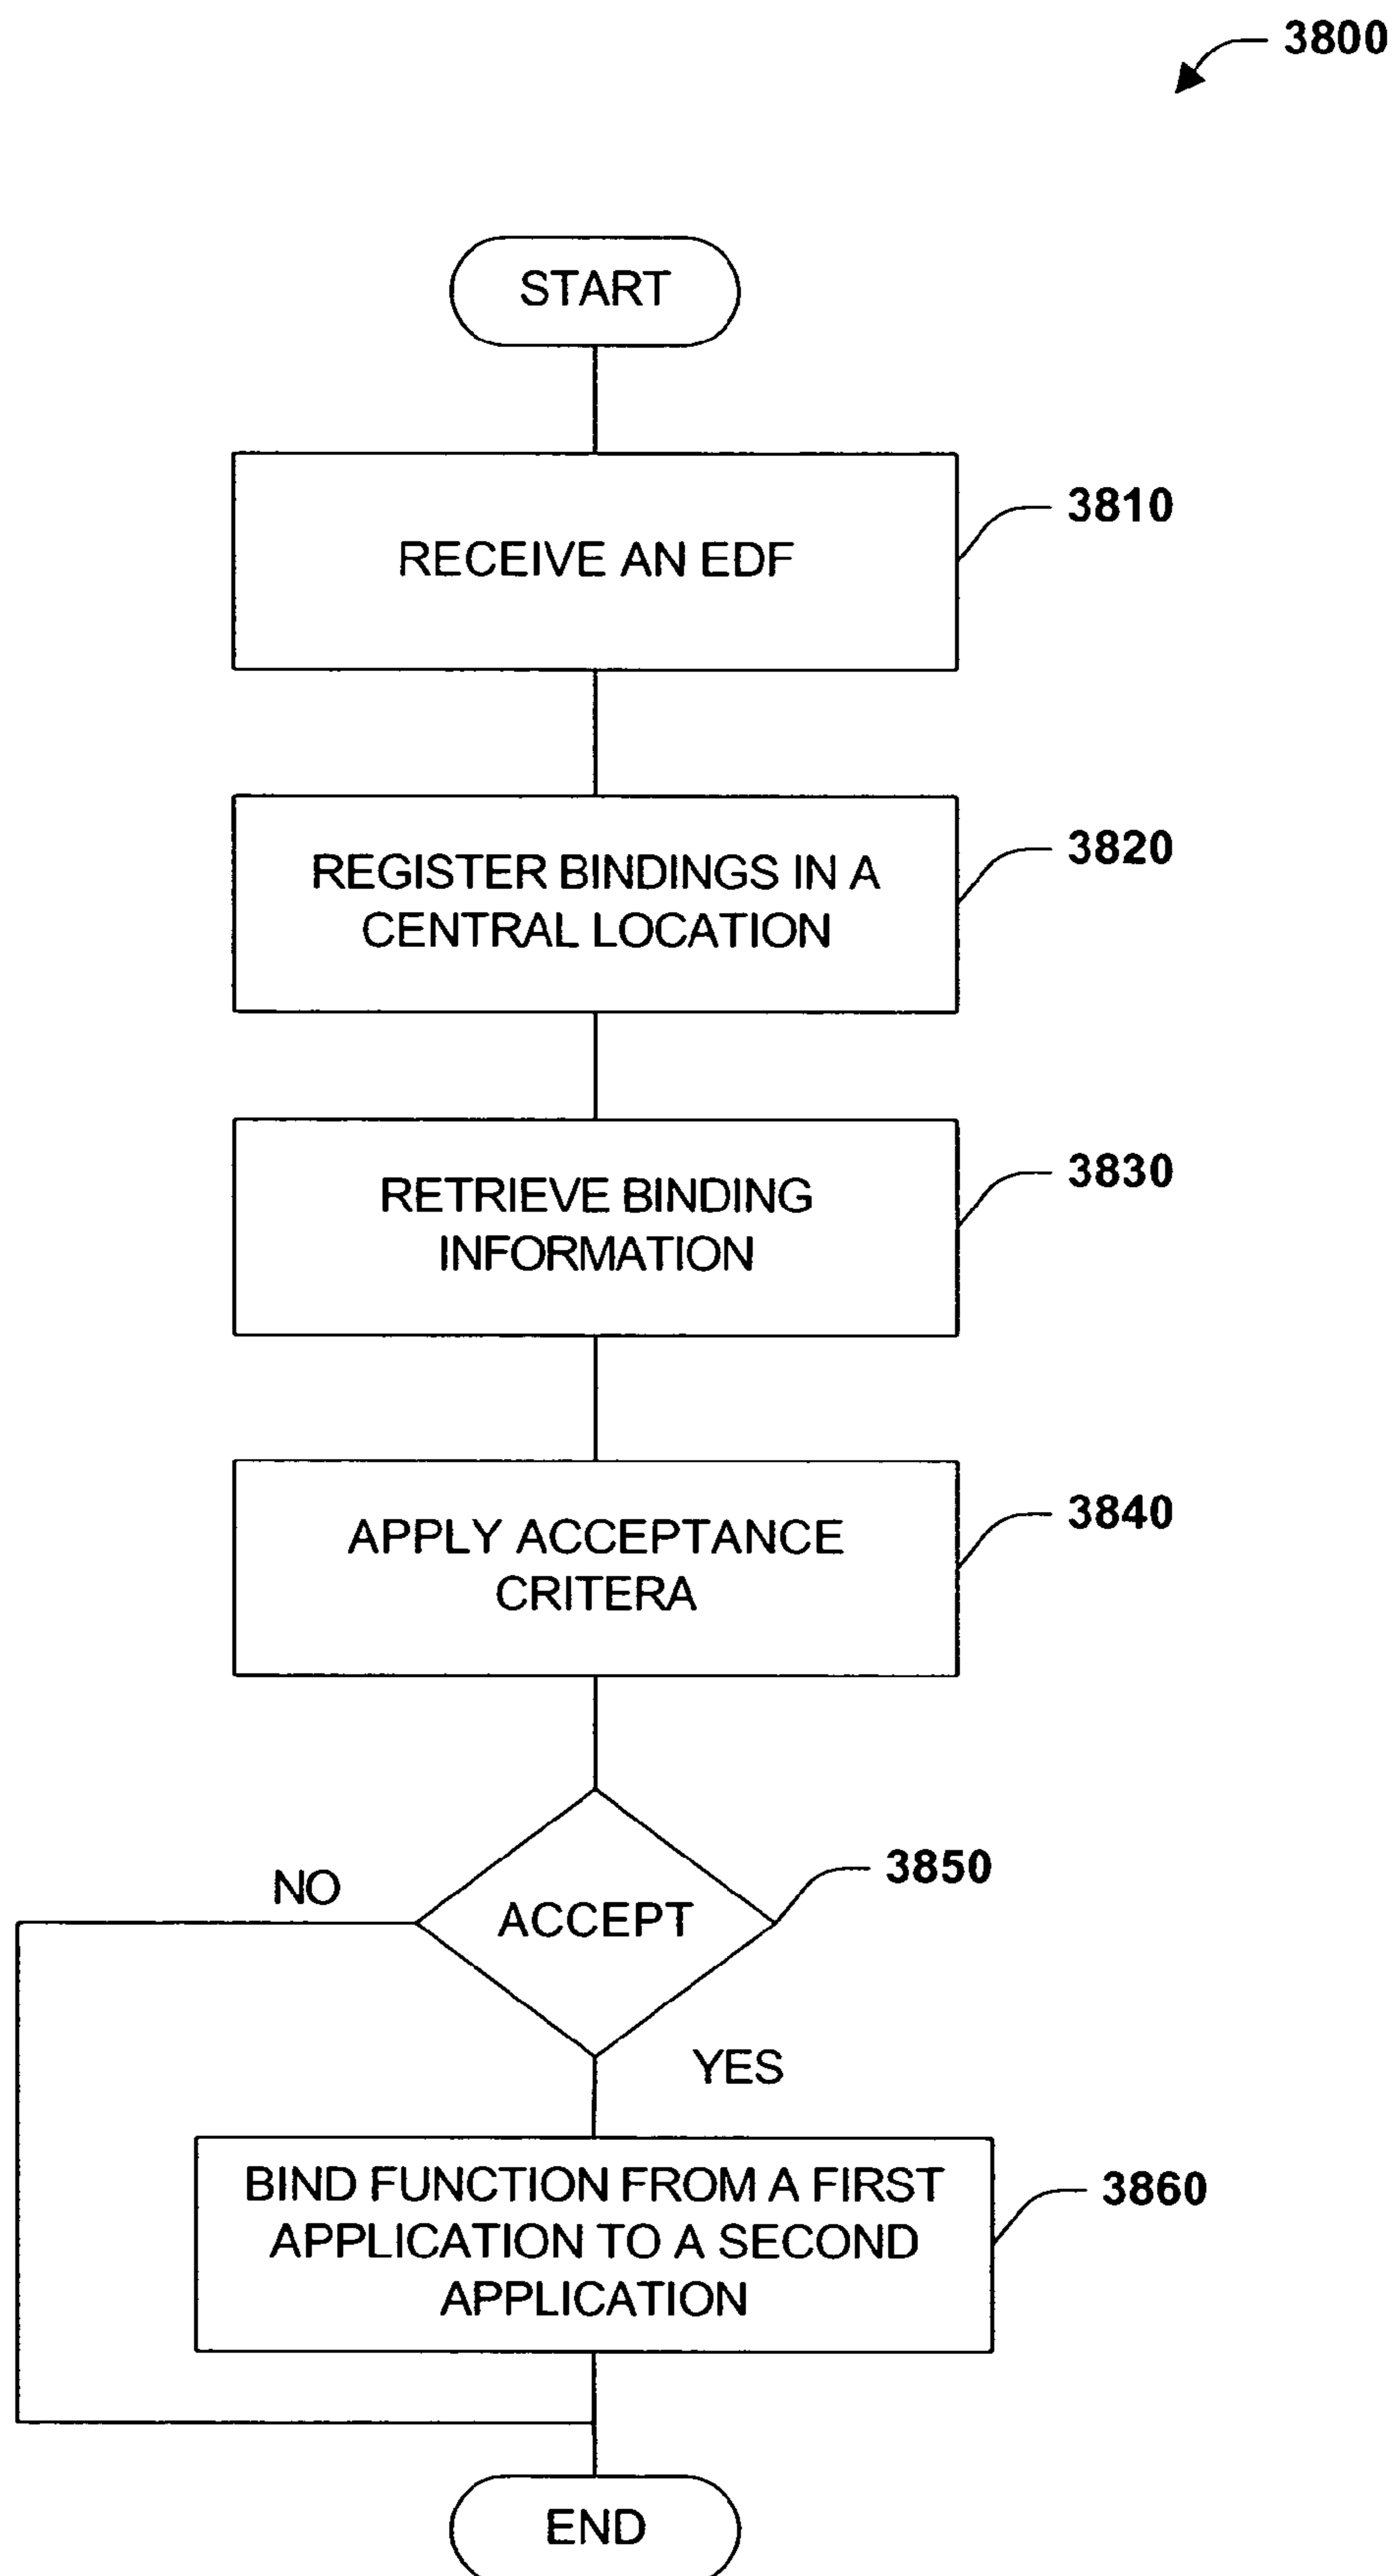 3800
START
RECEIVE AN EDF
3810
REGISTER BINDINGS IN A
CENTRAL LOCATION
3820
RETRIEVE BINDING
INFORMATION
3830
APPLY ACCEPTANCE
CRITERA
3840
NO
ACCEPT
3850
YES
BIND FUNCTION FROM A FIRST
APPLICATION TO A SECOND
APPLICATION
3860
END